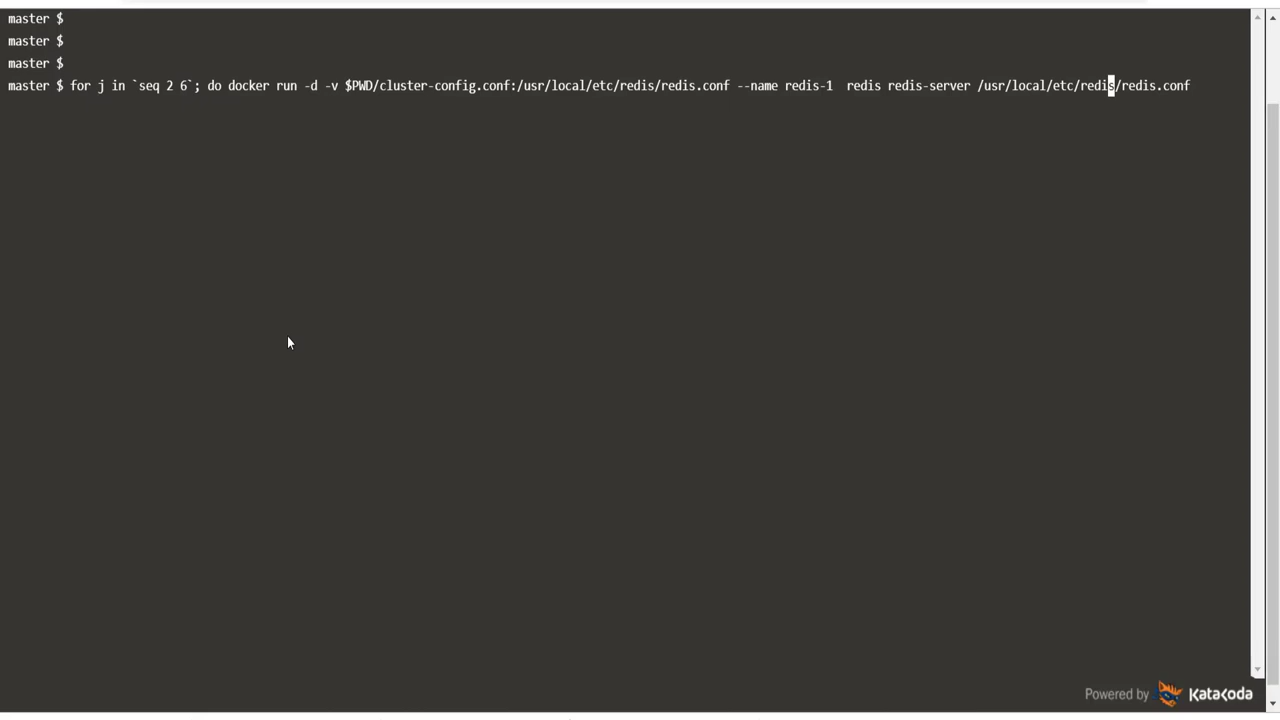 master $
master $
master $
master $ for j in `seq 2 6`; do docker run -d -v $PWD/cluster-config.conf:/usr/local/etc/redis/redis.conf --name redis-1  redis redis-server /usr/local/etc/redis/redis.conf
Powered by Katacoda